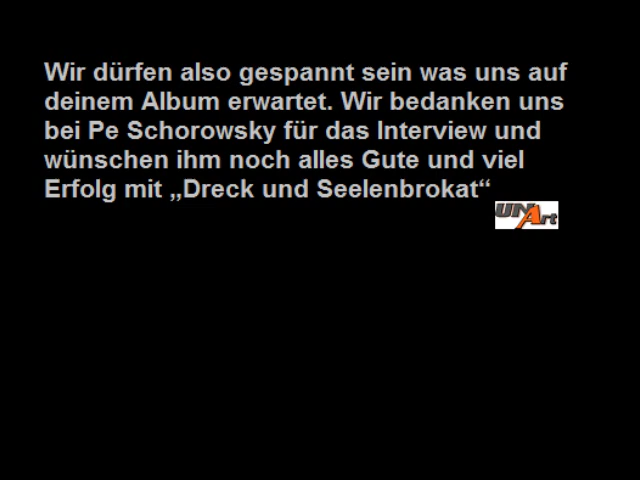 Wir dürfen also gespannt sein was uns auf
deinem Album erwartet. Wir bedanken uns
bei Pe Schorowsky für das Interview und
wünschen ihm noch alles Gute und viel
Erfolg mit „Dreck und Seelenbrokat“
UNArt